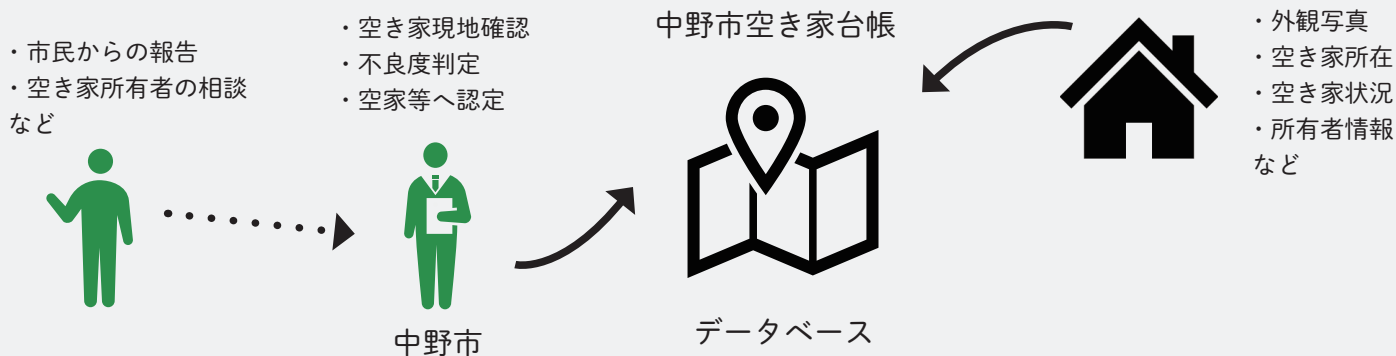 ・市民からの報告
・空き家所有者の相談
など
・空き家現地確認
・不良度判定
・空家等へ認定
中野市
中野市空き家台帳
データベース
・外観写真
・空き家所在
・空き家状況
・所有者情報
など